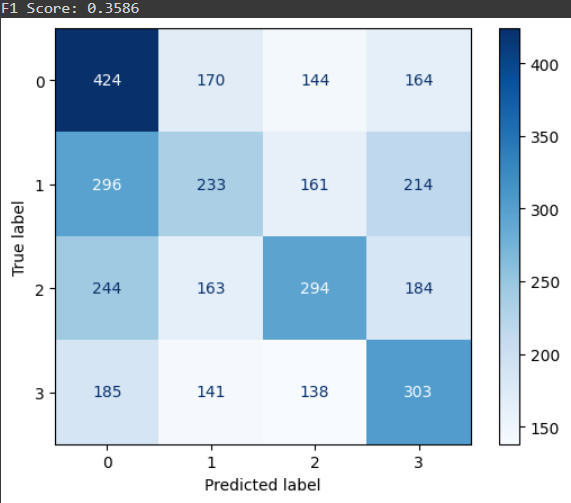 F1 Score: 0.3586
0 424 170 144 164
1 296 233 161 214
2 244 163 294 184
3 185 141 138 303
0 1 2 3
True label
Predicted label
400
350
300
250
200
150